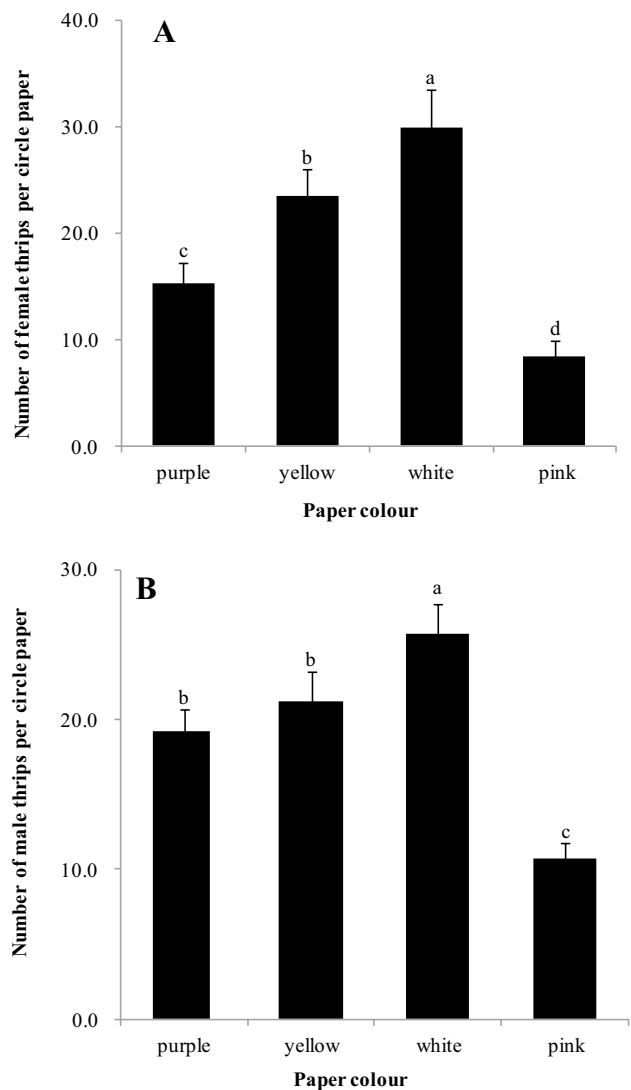 A
Number of female thrips per circle paper
40.0
30.0
20.0
10.0
0.0
c
b
a
d
purple yellow white pink
Paper colour
B
Number of male thrips per circle paper
30.0
20.0
10.0
0.0
b
b
a
c
purple yellow white pink
Paper colour